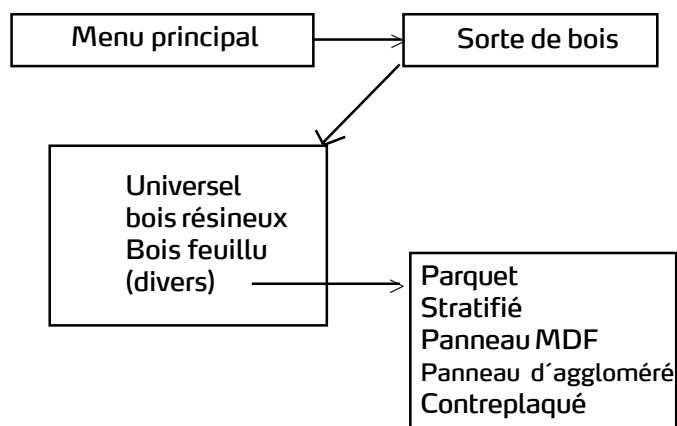 Menu principal
Sorte de bois
Universel
bois résineux
Bois feuillu
(divers)
Parquet
Stratifié
Panneau MDF
Panneau d´aggloméré
Contreplaqué